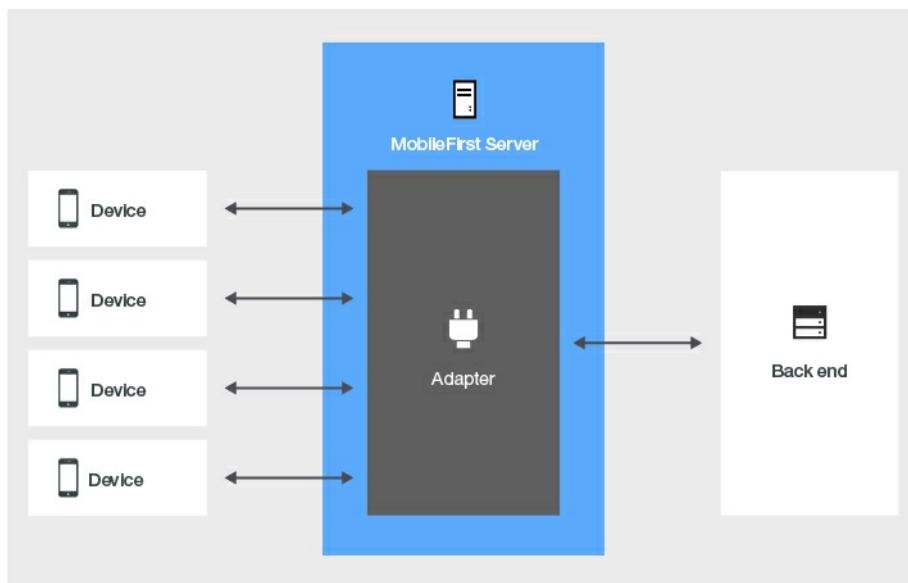 MobileFirst Server
Device
Device
Device
Device
Adapter
Back end